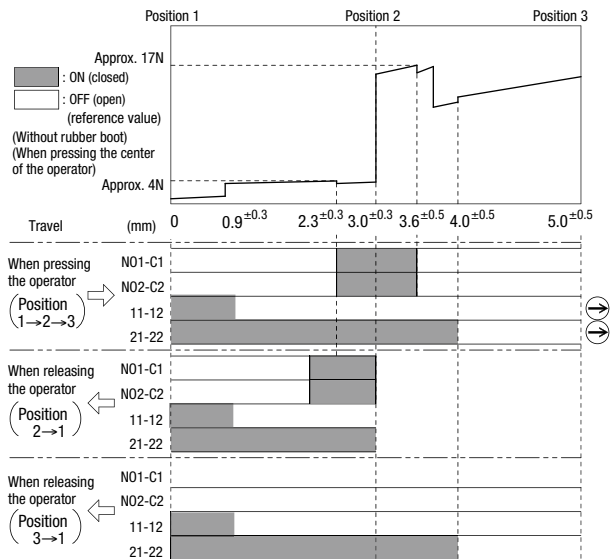 Position 1 Position 2 Position 3
Approx. 17N
: ON (closed)
: OFF (open)
(reference value)
(Without rubber boot)
(When pressing the center
of the operator)
Approx. 4N
Travel (mm) 0 0.9±0.3 2.3±0.3 3.0±0.3 3.6±0.5 4.0±0.5 5.0±0.5
When pressing
the operator
(Position
1→2→3)
NO1-C1
NO2-C2
11-12
21-22
When releasing
the operator
(Position
2→1)
NO1-C1
NO2-C2
11-12
21-22
When releasing
the operator
(Position
3→1)
NO1-C1
NO2-C2
11-12
21-22